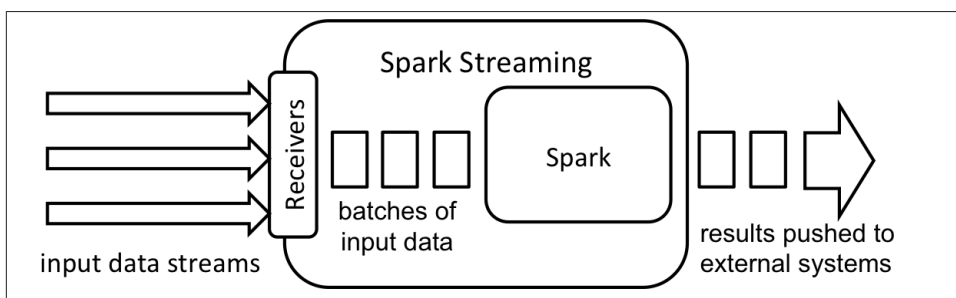 Spark Streaming
Receivers
Spark
batches of
input data
input data streams
results pushed to
external systems